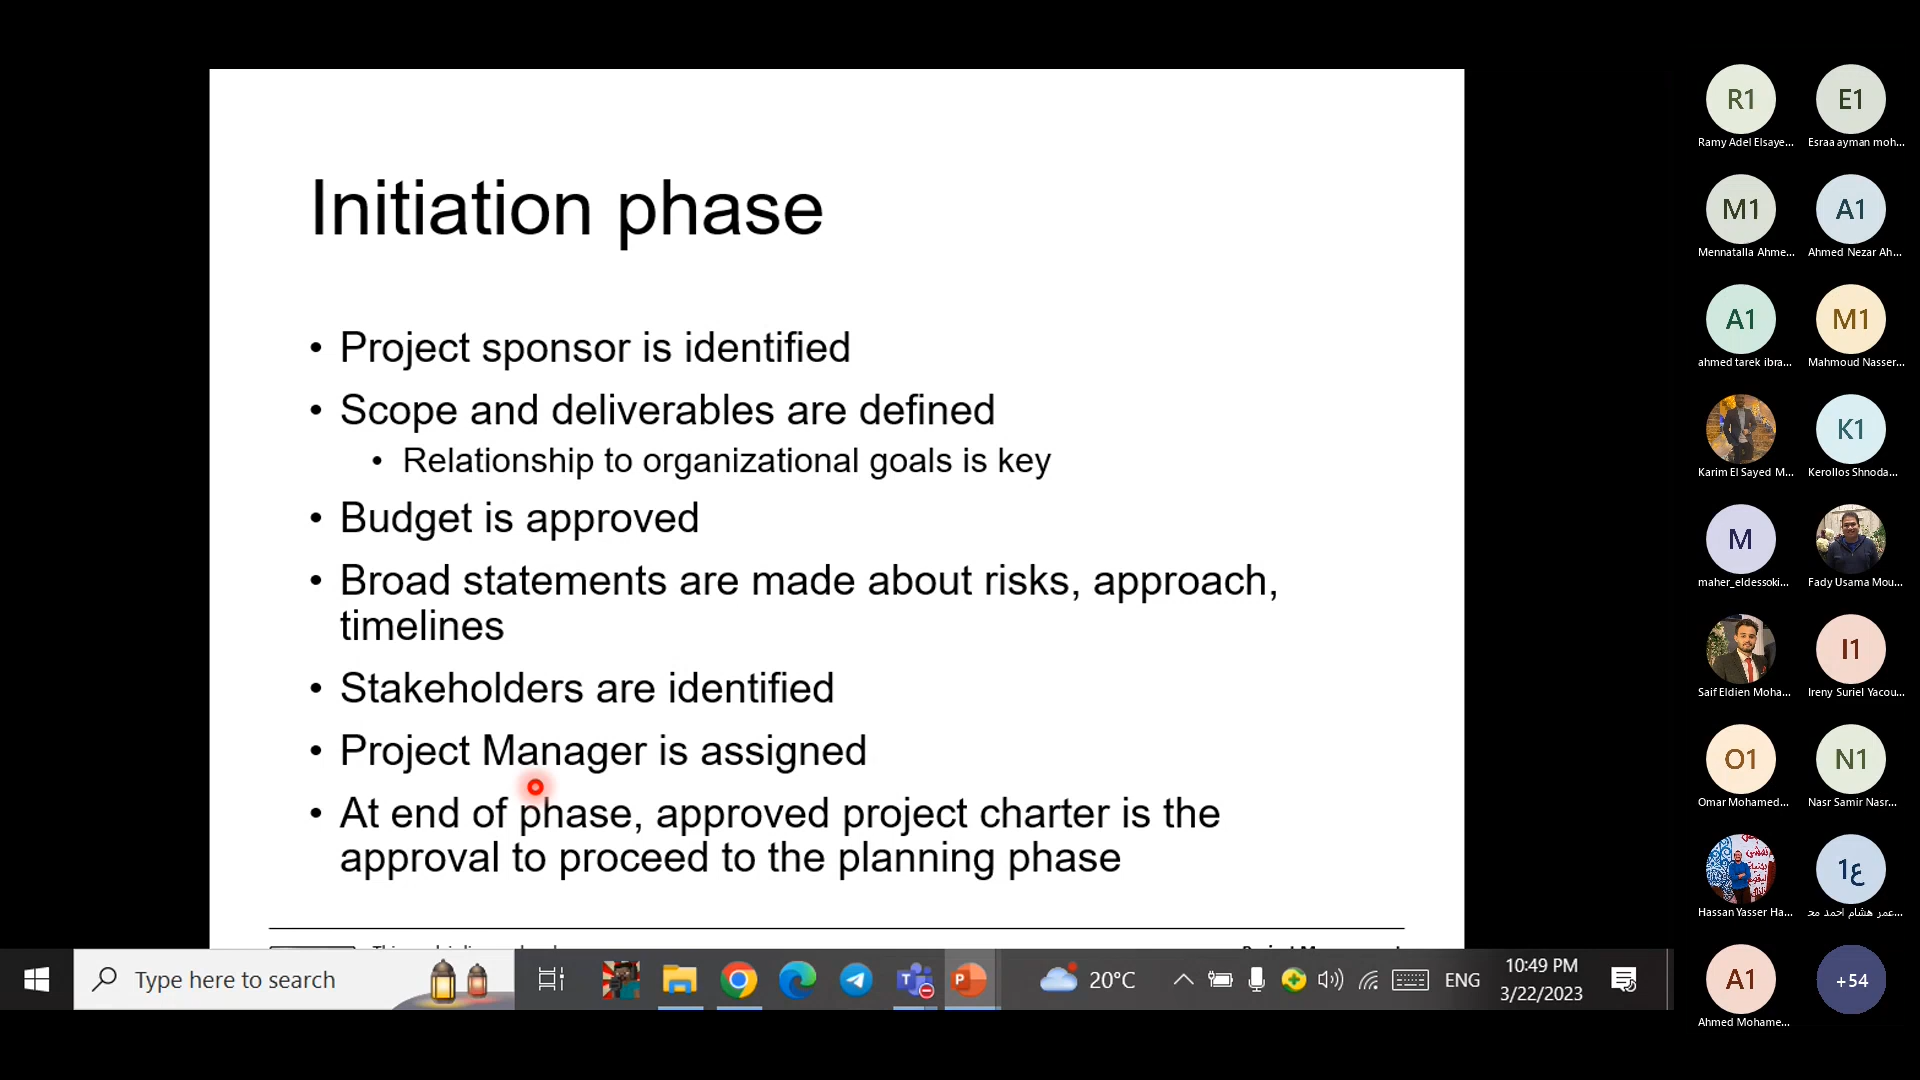 Initiation phase
• Project sponsor is identified
• Scope and deliverables are defined
• Relationship to organizational goals is key
• Budget is approved
• Broad statements are made about risks, approach,
timelines
• Stakeholders are identified
• Project Manager is assigned
• At end of phase, approved project charter is the
approval to proceed to the planning phase
Type here to search
20°C
ENG
10:49 PM
3/22/2023
R1
E1
Ramy Adel Elsaye...
Esraa ayman moh...
M1
A1
Mennatalla Ahme...
Ahmed Nezar Ah...
A1
M1
ahmed tarek ibra...
Mahmoud Nasser...
K1
Karim El Sayed M...
Kerollos Shnoda...
M
maher_eldessoki...
Fady Usama Mou...
I1
Saif Eldien Moha...
Ireny Suriel Yacou...
O1
N1
Omar Mohamed...
Nasr Samir Nasr...
ع1
Hassan Yasser Ha...
عمر هشام احمد مح...
A1
+54
Ahmed Mohame...